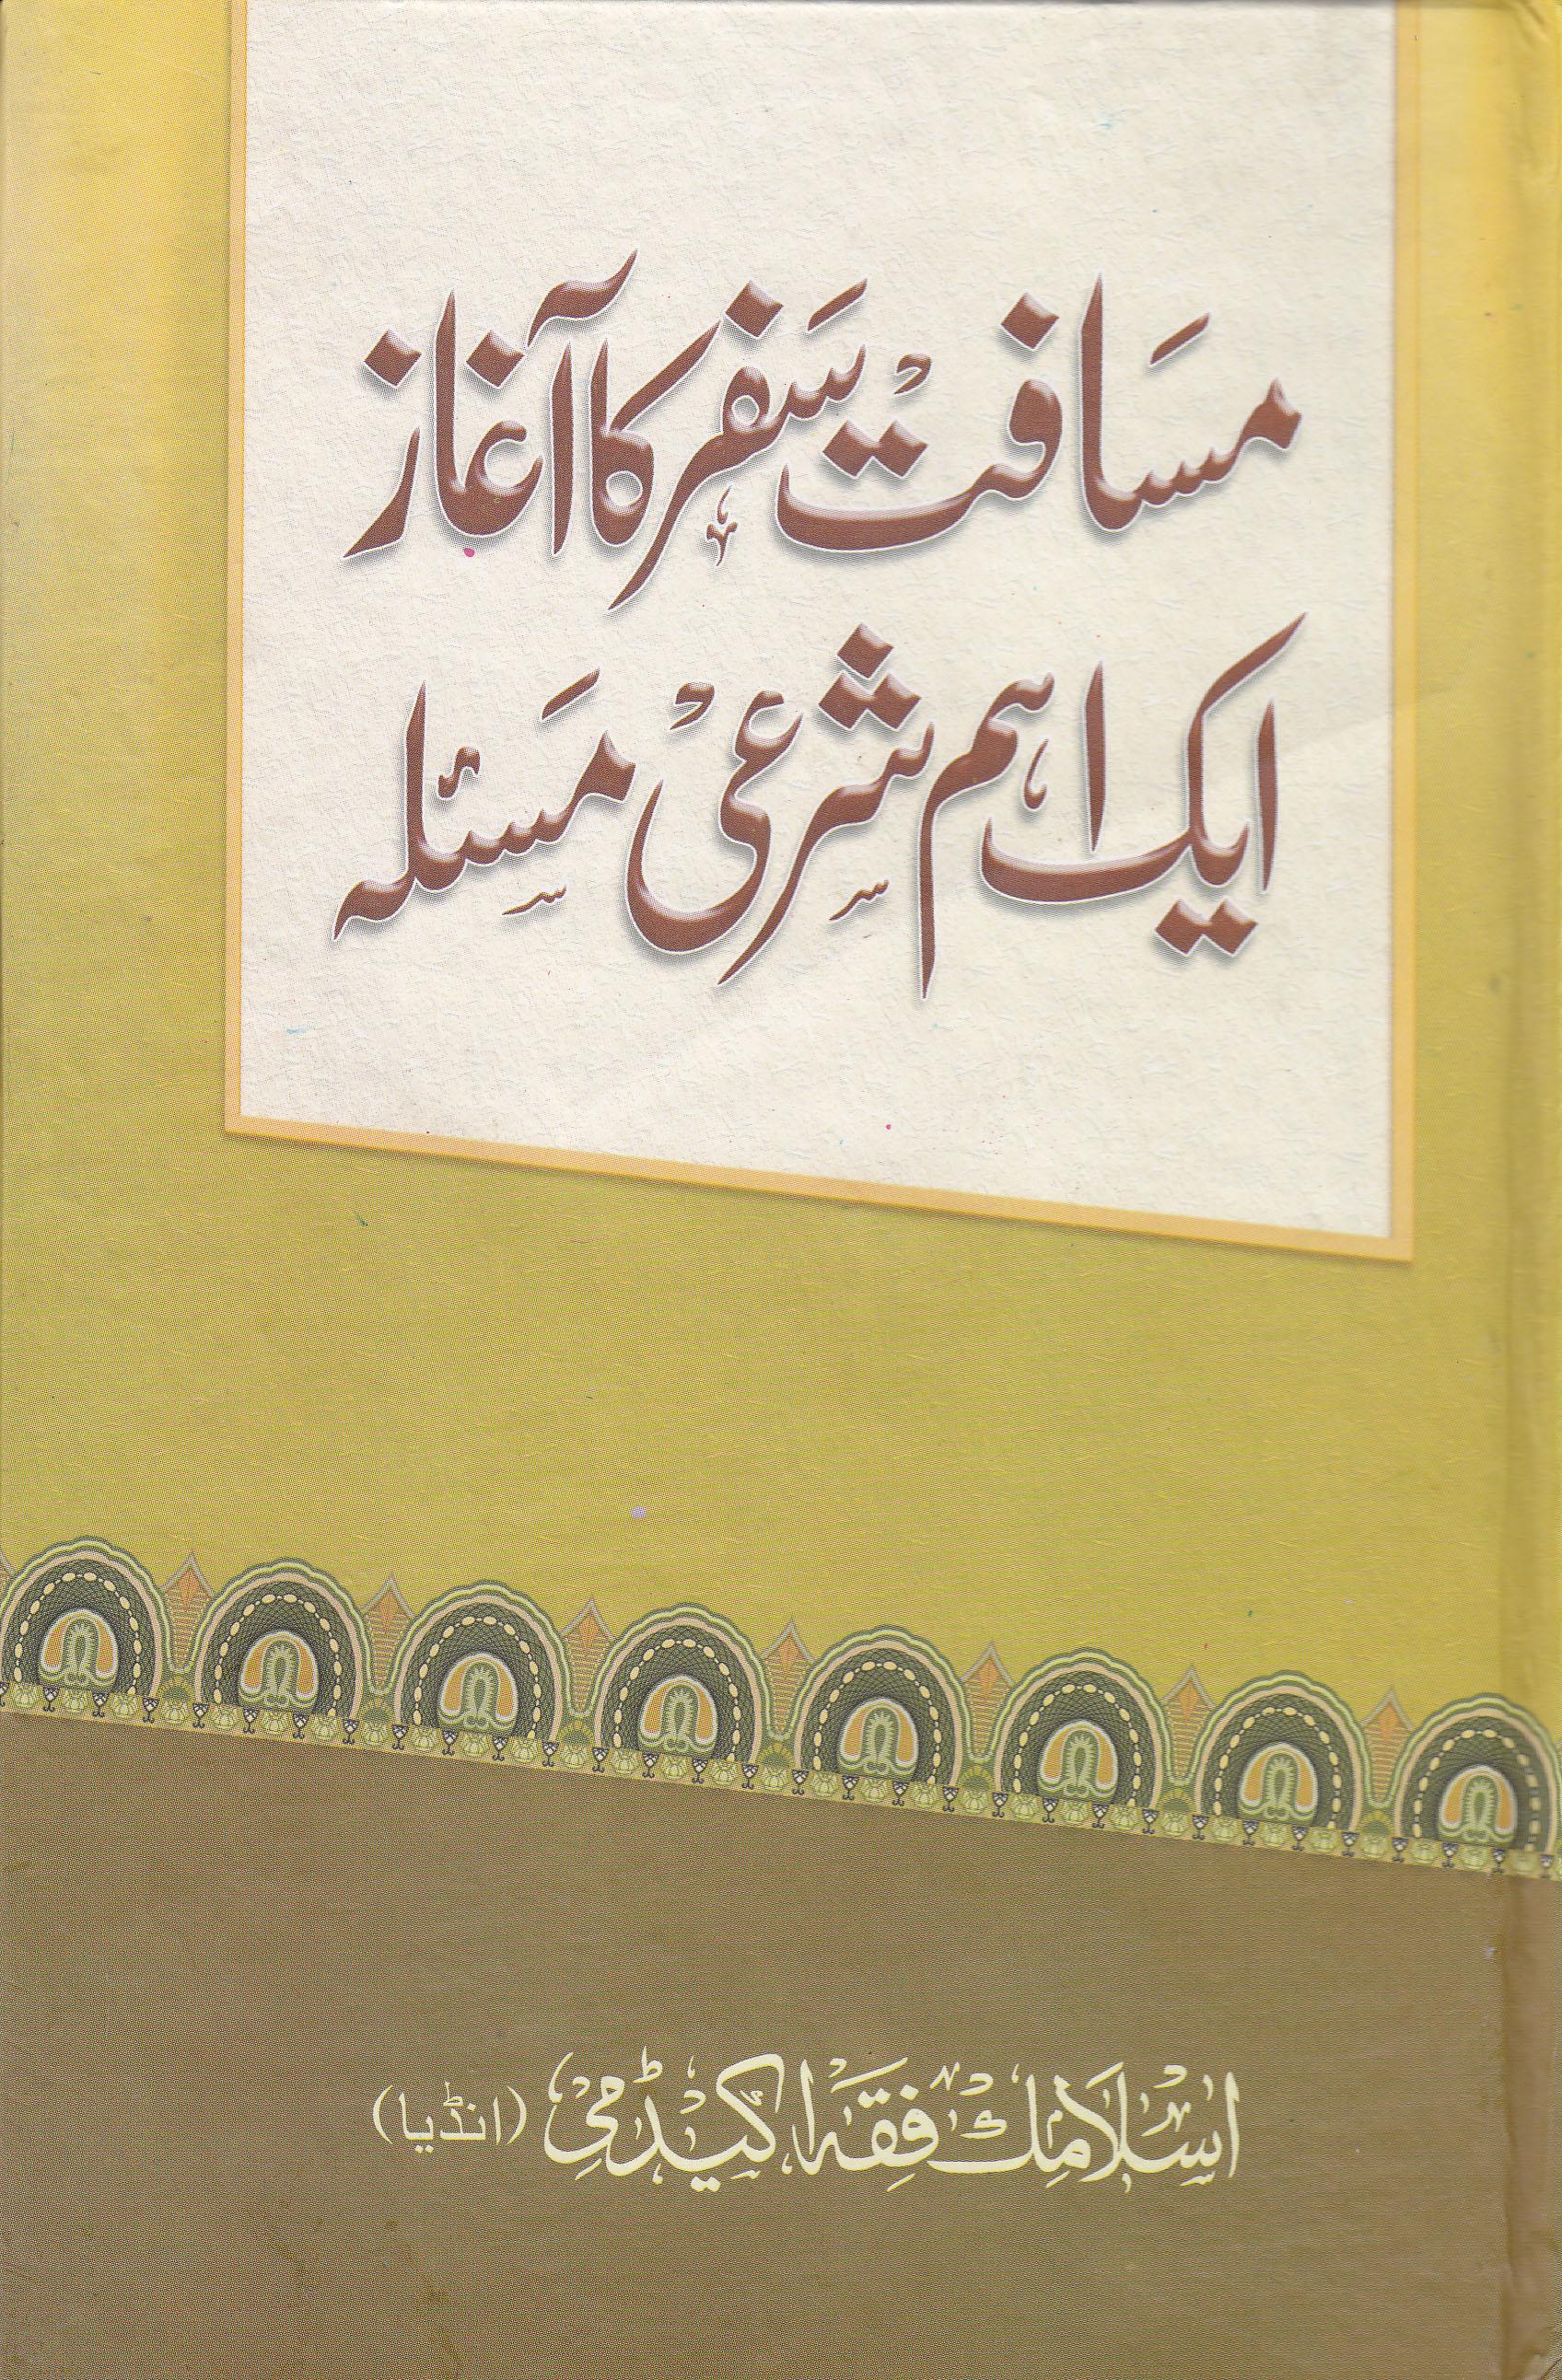 مسافت سفر کا آغاز
ایک اہم شرعی مسئلہ
اسلامک فقہ اکیڈمی (انڈیا)